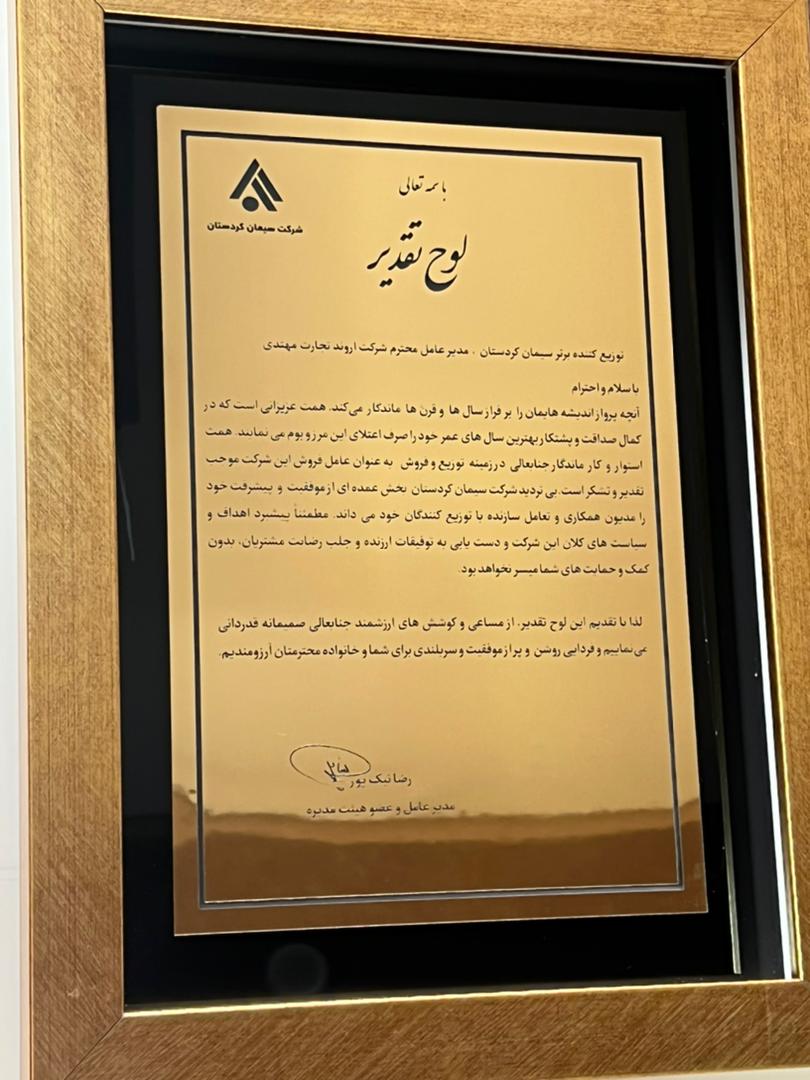 باسمه تعالی
شرکت سیمان کردستان
لوح تقدیر
توزیع کننده برتر سیمان کردستان ، مدیر عامل محترم شرکت اروند تجارت مهتدی
با سلام و احترام
آنچه پرواز اندیشه هایمان را بر فراز سال ها و قرن ها ماندگار می‌کند، همت عزیزانی است که در
کمال صداقت و پشتکار بهترین سال های عمر خود را صرف اعتلای این مرز و بوم می نمایند. همت
استوار و کار ماندگار جنابعالی در زمینه توزیع و فروش به عنوان عامل فروش این شرکت موجب
تقدیر و تشکر است. بی تردید شرکت سیمان کردستان بخش عمده ای از موفقیت و پیشرفت خود
را مدیون همکاری و تعامل سازنده با توزیع کنندگان خود می داند. مطمئناً پیشبرد اهداف و
سیاست های کلان این شرکت و دست یابی به توفیقات ارزنده و جلب رضایت مشتریان، بدون
کمک و حمایت های شما میسر نخواهد بود.
لذا با تقدیم این لوح تقدیر، از مساعی و کوشش های ارزشمند جنابعالی صمیمانه قدردانی
می‌نماییم و فردایی روشن و پر از موفقیت و سربلندی برای شما و خانواده محترمتان آرزومندیم.
رضا نیک پور
مدیر عامل و عضو هیئت مدیره